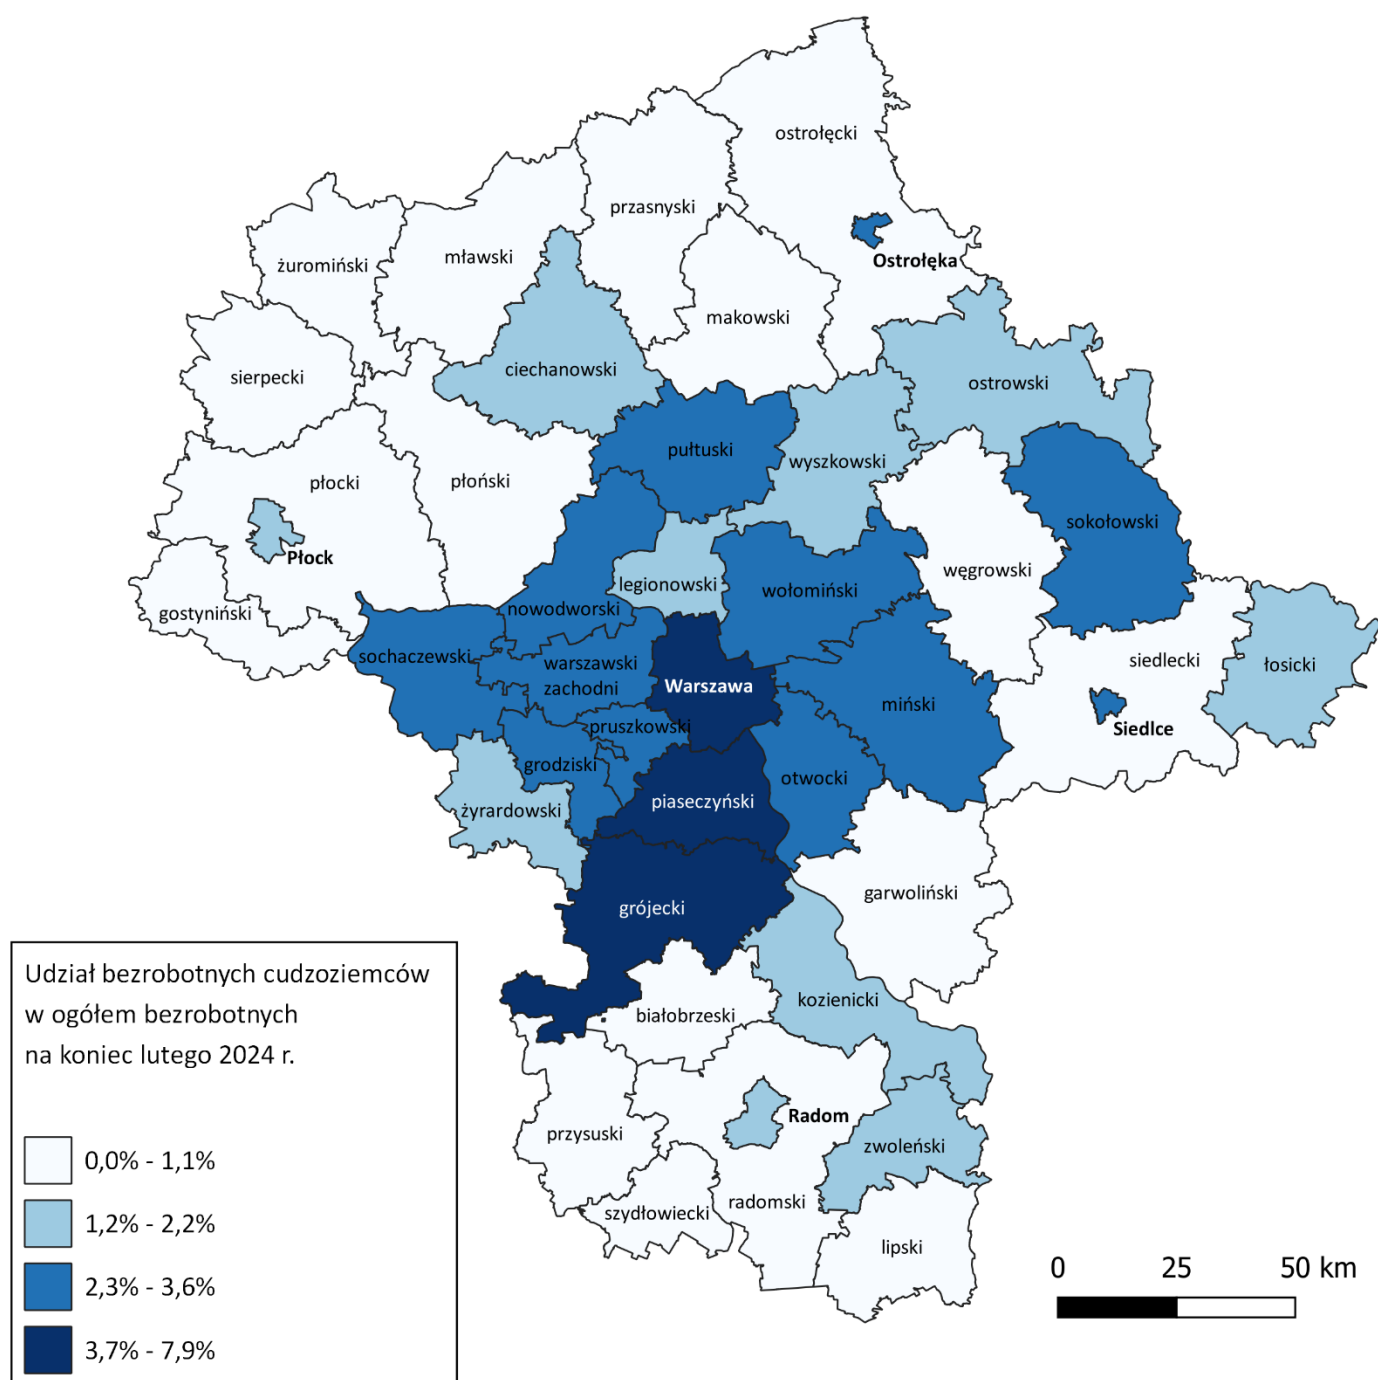 ostrołęcki
przasnyski
Ostrołęka
mławski
żuromiński
makowski
ciechanowski
sierpecki
ostrowski
pułtuski
wyszkowski
płocki
płoński
sokołowski
Płock
węgrowski
legionowski
wołomiński
nowodworski
gostyniński
sochaczewski
warszawski
zachodni
siedlecki
łosicki
Warszawa
miński
pruszkowski
Siedlce
grodziski
otwocki
piaseczyński
żyrardowski
garwoliński
grójecki
kozienicki
białobrzeski
Radom
przysuski
zwoleński
radomski
szydłowiecki
lipski
Udział bezrobotnych cudzoziemców
w ogółem bezrobotnych
na koniec lutego 2024 r.
0,0% - 1,1%
1,2% - 2,2%
2,3% - 3,6%
3,7% - 7,9%
0 25 50 km